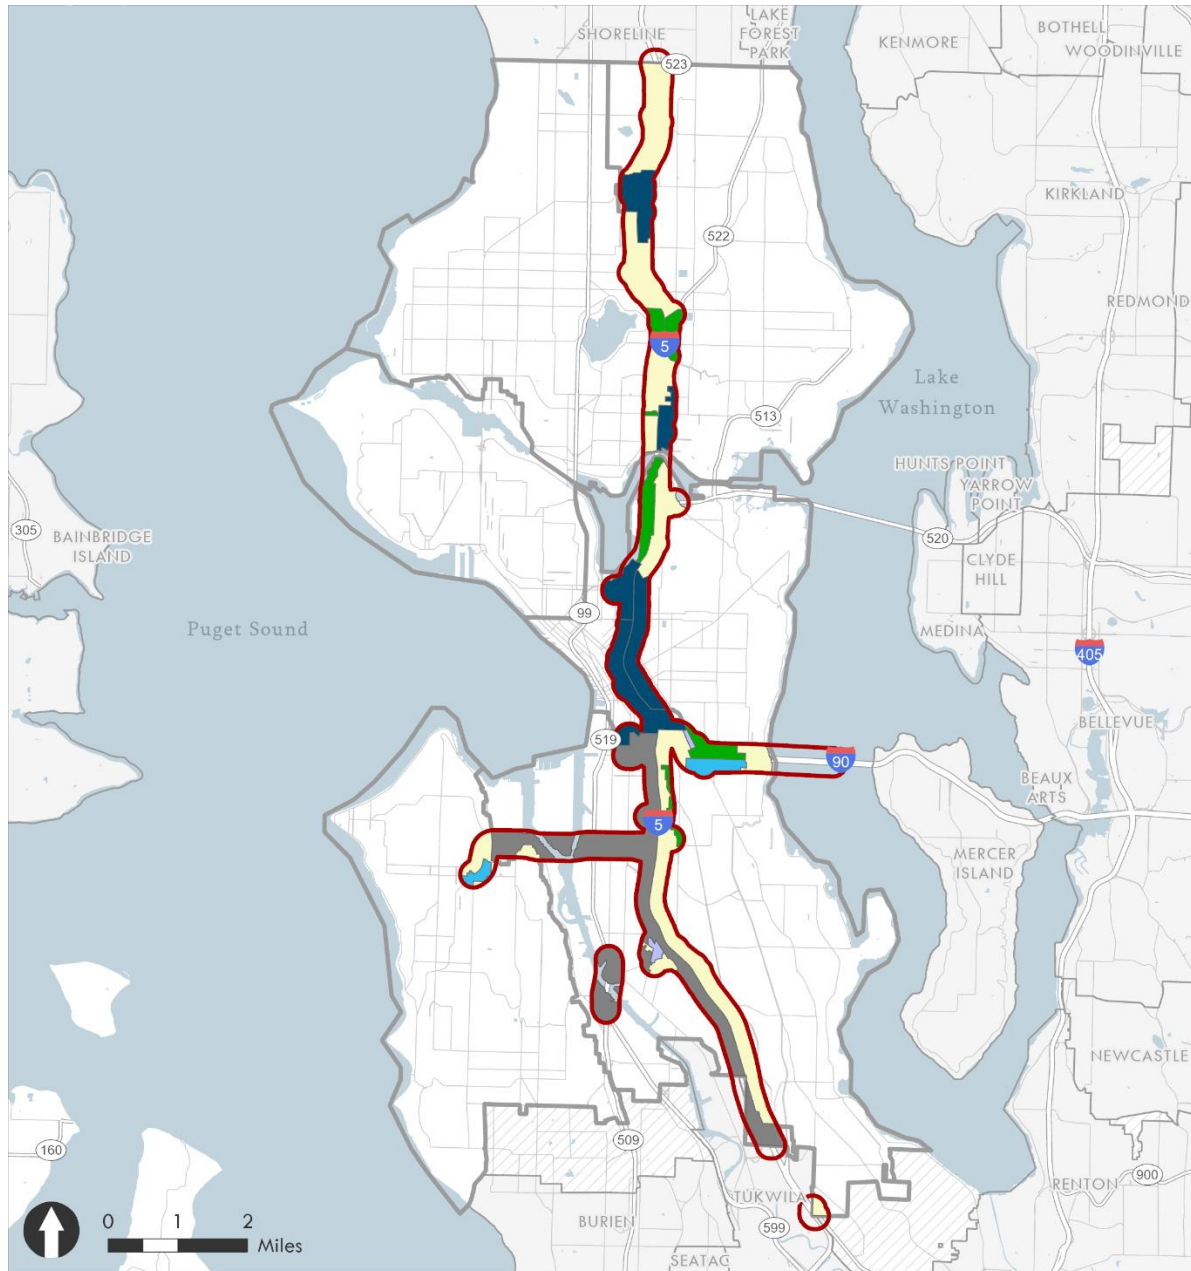 LAKE
FOREST
PARK
SHORELINE
BOTHELL
KENMORE
WOODINVILLE
523
KIRKLAND
522
REDMOND
5
Lake
Washington
513
HUNTS POINT
YARROW
POINT
305
BAINBRIDGE
ISLAND
520
CLYDE
HILL
99
Puget Sound
MEDINA
405
BELLEVUE
519
90
BEAUX
ARTS
5
MERCER
ISLAND
NEWCASTLE
509
160
900
RENTON
TUKWILA
0 1 2
Miles
BURIEN
599
SEATAC